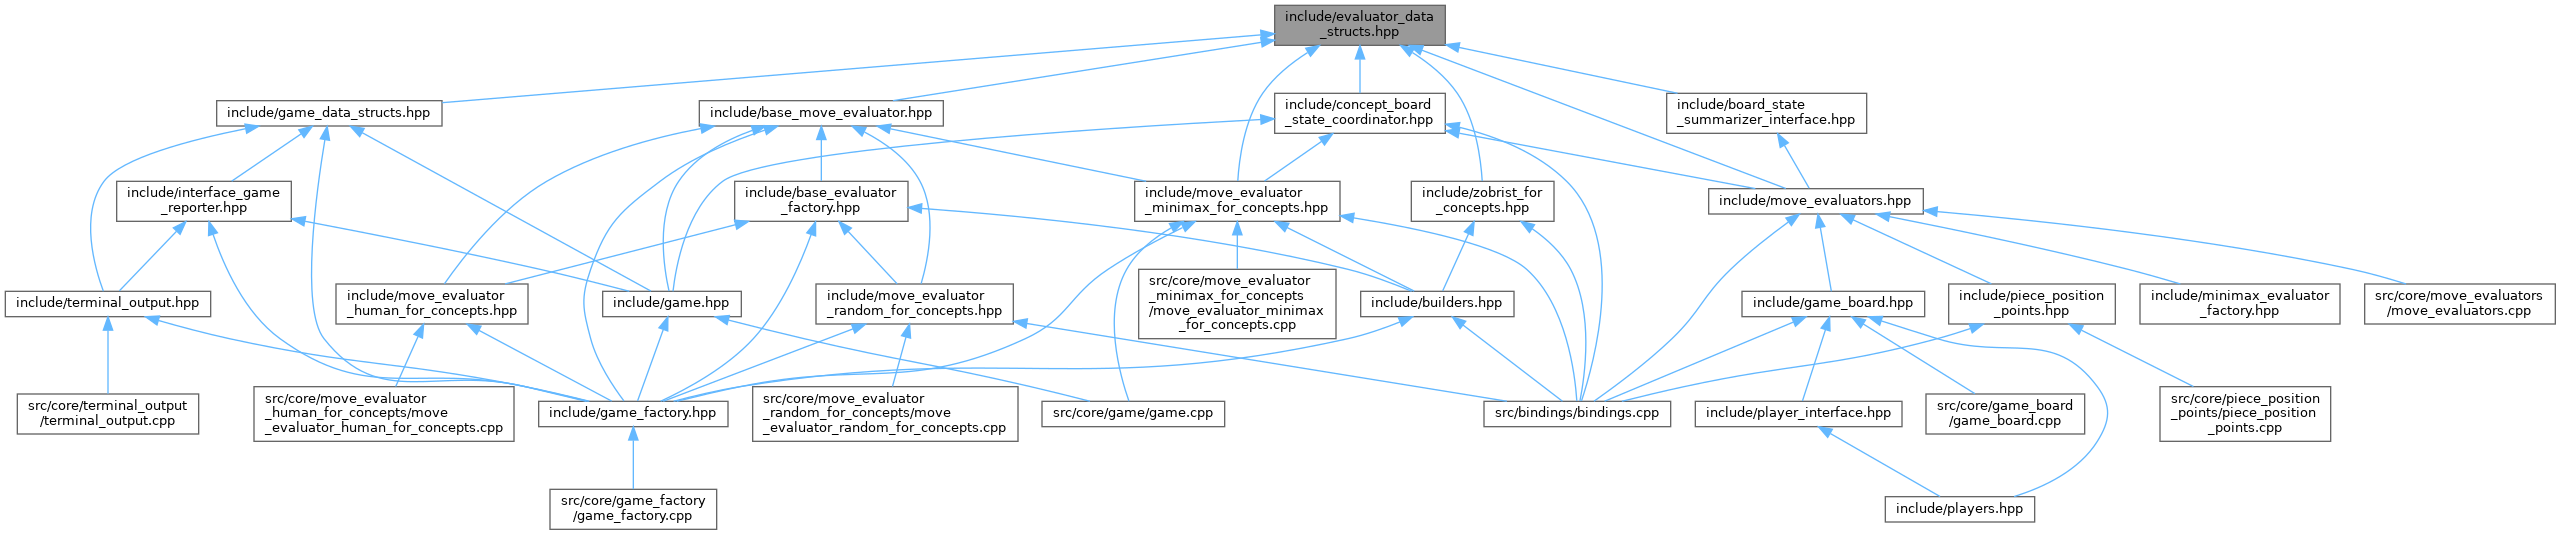 include/evaluator_data
_structs.hpp
include/game_data_structs.hpp
include/base_move_evaluator.hpp
include/concept_board
_state_coordinator.hpp
include/board_state
_summarizer_interface.hpp
include/interface_game
_reporter.hpp
include/base_evaluator
_factory.hpp
include/move_evaluator
_minimax_for_concepts.hpp
include/zobrist_for
_concepts.hpp
include/move_evaluators.hpp
include/terminal_output.hpp
include/move_evaluator
_human_for_concepts.hpp
include/game.hpp
include/move_evaluator
_random_for_concepts.hpp
src/core/move_evaluator
_minimax_for_concepts
/move_evaluator_minimax
_for_concepts.cpp
include/builders.hpp
include/game_board.hpp
include/piece_position
_points.hpp
include/minimax_evaluator
_factory.hpp
src/core/move_evaluators
/move_evaluators.cpp
src/core/terminal_output
/terminal_output.cpp
src/core/move_evaluator
_human_for_concepts/move
_evaluator_human_for_concepts.cpp
include/game_factory.hpp
src/core/move_evaluator
_random_for_concepts/move
_evaluator_random_for_concepts.cpp
src/core/game/game.cpp
src/bindings/bindings.cpp
include/player_interface.hpp
src/core/game_board
/game_board.cpp
src/core/piece_position
_points/piece_position
_points.cpp
src/core/game_factory
/game_factory.cpp
include/players.hpp